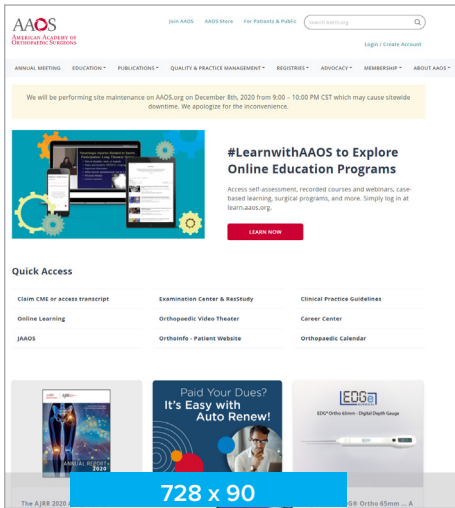 AAOS
AMERICAN ACADEMY OF
ORTHOPAEDIC SURGEONS
Join AAOS AAOS Store For Patients & Public Search AAOS.org
Login / Create Account
ANNUAL MEETING EDUCATION PUBLICATIONS QUALITY & PRACTICE MANAGEMENT REGISTRIES ADVOCACY MEMBERSHIP ABOUT AAOS
We will be performing site maintenance on AAOS.org on December 8th, 2020 from 9:00 – 10:00 PM CST which may cause sitewide
downtime. We apologize for the inconvenience.
#LearnwithAAOS to Explore
Online Education Programs
Access self-assessment, recorded courses and webinars, case-
based learning, surgical programs, and more. Simply log in at
learn.aaos.org.
LEARN NOW
Quick Access
Claim CME or access transcript Examination Center & ResStudy Clinical Practice Guidelines
Online Learning Orthopaedic Video Theater Career Center
JAAOS OrthoInfo - Patient Website Orthopaedic Calendar
ANNUAL REPORT
2020
Paid Your Dues?
It's Easy with
Auto Renew!
EDGe
EDG® Ortho 65mm - Digital Depth Gauge
728 x 90
The AJRR 2020 G® Ortho 65mm ... A